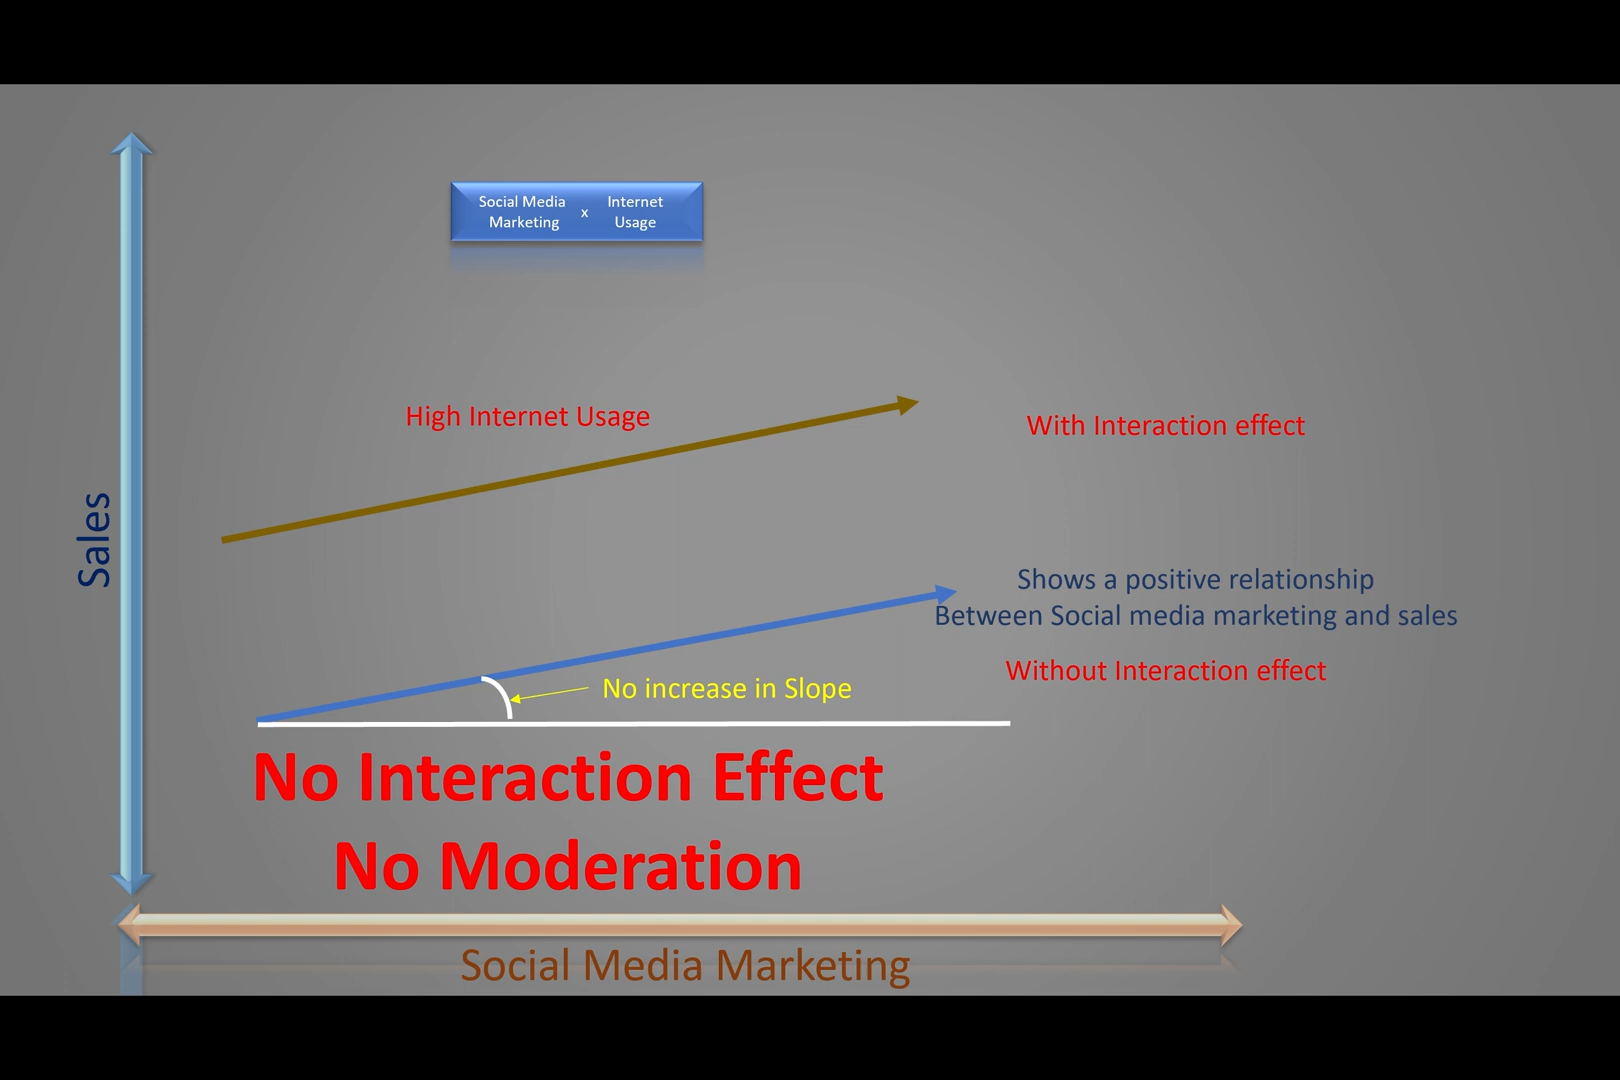 Social Media
Marketing
x
Internet
Usage
High Internet Usage
With Interaction effect
Sales
Shows a positive relationship
Between Social media marketing and sales
Without Interaction effect
No increase in Slope
No Interaction Effect
No Moderation
Social Media Marketing